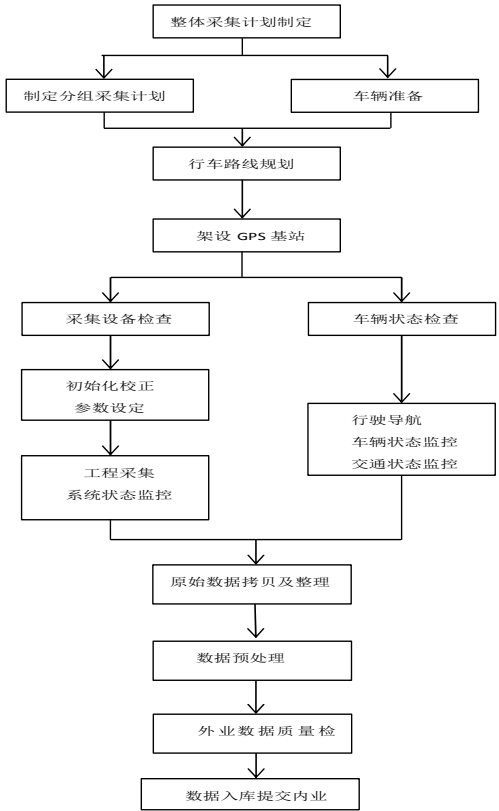 整体采集计划制定
制定分组采集计划
车辆准备
行车路线规划
架设 GPS 基站
采集设备检查
车辆状态检查
初始化校正
参数设定
行驶导航
车辆状态监控
交通状态监控
工程采集
系统状态监控
原始数据拷贝及整理
数据预处理
外业数据质量检
数据入库提交内业